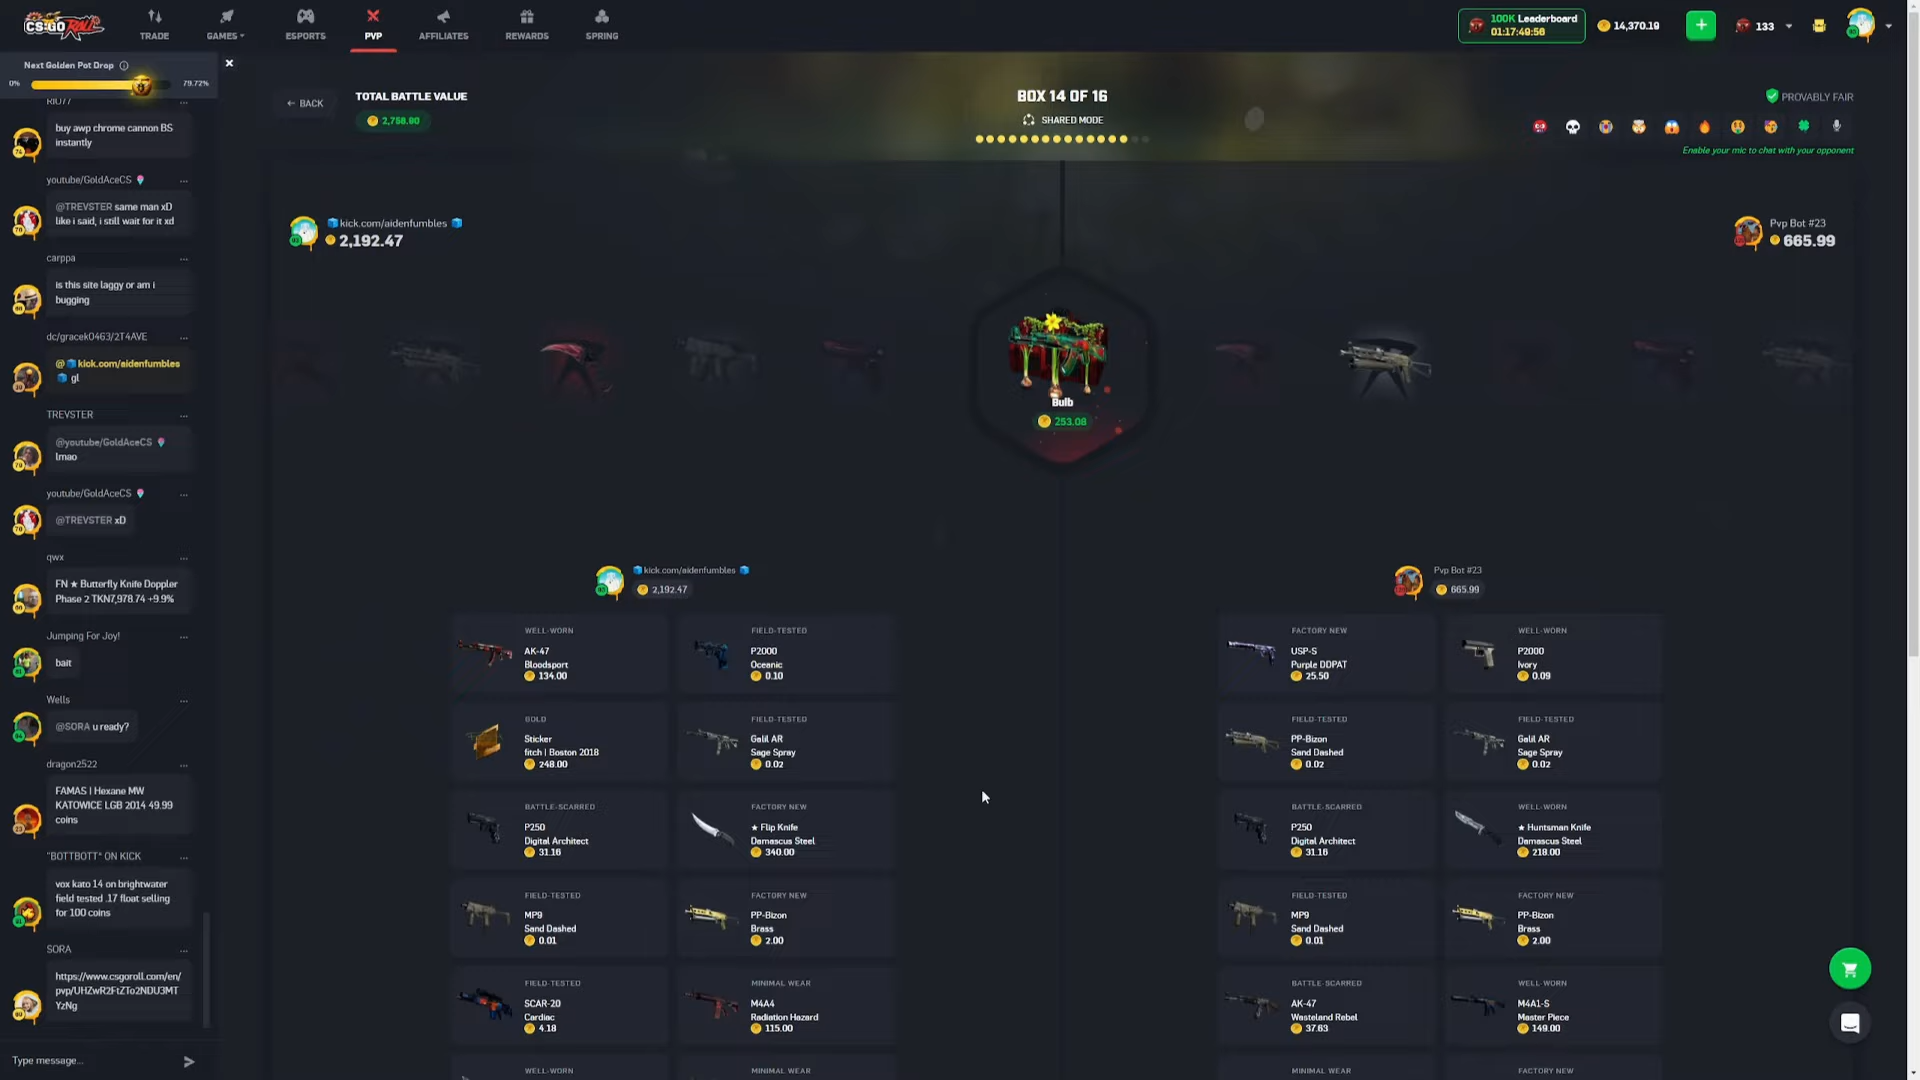 CS:GO ROLL
TRADE
GAMES
ESPORTS
PVP
AFFILIATES
REWARDS
SPRING
100K Leaderboard
01:17:49:56
14,370.19
133
Next Golden Pot Drop
0%
79.72%
RIO77
buy awp chrome cannon BS
instantly
youtube/GoldAceCS
@TREVSTER same man xD
like i said, i still wait for it xd
carppa
is this site laggy or am i
bugging
dc/gracek0463/2T4AVE
@ kick.com/aidenfumbles
gl
TREVSTER
@youtube/GoldAceCS
lmao
youtube/GoldAceCS
@TREVSTER xD
qwx
FN ★ Butterfly Knife Doppler
Phase 2 TKN7,978.74 +9.9%
Jumping For Joy!
bait
Wells
@SORA u ready?
dragon2522
FAMAS | Hexane MW
KATOWICE LGB 2014 49.99
coins
"BOTTBOTT" ON KICK
vox kato 14 on brightwater
field tested .17 float selling
for 100 coins
SORA
https://www.csgoroll.com/en/
pvp/UHZwR2FtZTo2NDU3MT
YzNg
Type message...
← BACK
TOTAL BATTLE VALUE
2,758.90
BOX 14 OF 16
SHARED MODE
PROVABLY FAIR
Enable your mic to chat with your opponent
kick.com/aidenfumbles
2,192.47
Pvp Bot #23
665.99
Bulb
253.08
kick.com/aidenfumbles
2,192.47
Pvp Bot #23
665.99
WELL-WORN
AK-47
Bloodsport
134.00
FIELD-TESTED
P2000
Oceanic
0.10
FACTORY NEW
USP-S
Purple DDPAT
25.50
WELL-WORN
P2000
Ivory
0.09
GOLD
Sticker
fitch | Boston 2018
248.00
FIELD-TESTED
Galil AR
Sage Spray
0.02
FIELD-TESTED
PP-Bizon
Sand Dashed
0.02
FIELD-TESTED
Galil AR
Sage Spray
0.02
BATTLE-SCARRED
P250
Digital Architect
31.16
FACTORY NEW
★ Flip Knife
Damascus Steel
340.00
BATTLE-SCARRED
P250
Digital Architect
31.16
WELL-WORN
★ Huntsman Knife
Damascus Steel
218.00
FIELD-TESTED
MP9
Sand Dashed
0.01
FACTORY NEW
PP-Bizon
Brass
2.00
FIELD-TESTED
MP9
Sand Dashed
0.01
FACTORY NEW
PP-Bizon
Brass
2.00
FIELD-TESTED
SCAR-20
Cardiac
4.18
MINIMAL WEAR
M4A4
Radiation Hazard
115.00
BATTLE-SCARRED
AK-47
Wasteland Rebel
37.63
WELL-WORN
M4A1-S
Master Piece
149.00
WELL-WORN
MINIMAL WEAR
MINIMAL WEAR
FACTORY NEW